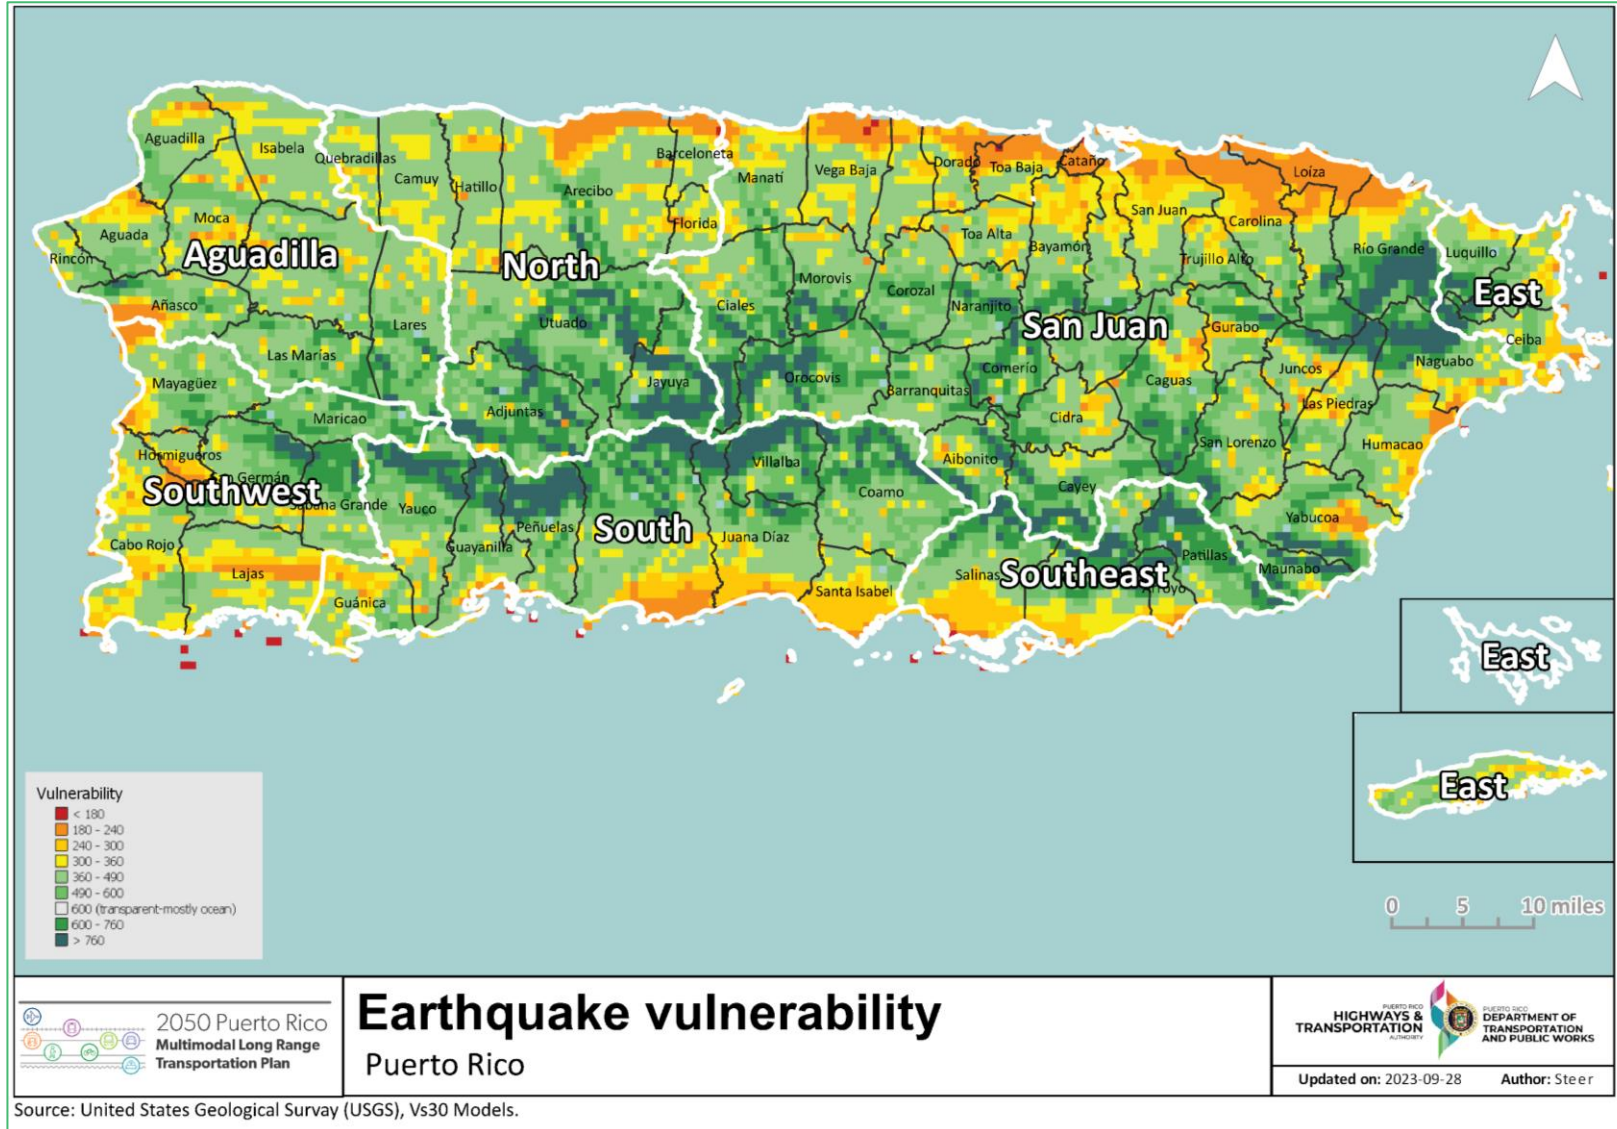 Aguadilla
Isabela
Quebradillas
Camuy
Hatillo
Arecibo
Barceloneta
Manatí
Vega Baja
Dorado
Toa Baja
Cataño
Loíza
Florida
Moca
Aguada
Rincón
Aguadilla
North
Toa Alta
Bayamón
San Juan
Carolina
Trujillo Alto
Río Grande
Luquillo
East
Añasco
Lares
Utuado
Ciales
Morovis
Corozal
Naranjito
San Juan
Gurabo
Ceiba
Naguabo
Las Marías
Mayagüez
Maricao
Adjuntas
Jayuya
Orocovis
Barranquitas
Comerío
Caguas
Juncos
Las Piedras
Cidra
Humacao
San Lorenzo
Hormigueros
Germán
Southwest
Sabana Grande
Yauco
Peñuelas
Guayanilla
South
Villalba
Coamo
Juana Díaz
Aibonito
Cayey
Yabucoa
Cabo Rojo
Lajas
Guánica
Santa Isabel
Salinas
Southeast
Arroyo
Patillas
Maunabo
East
East
Vulnerability
< 180
180 - 240
240 - 300
300 - 360
360 - 490
490 - 600
600 (transparent-mostly ocean)
600 - 760
> 760
0 5 10 miles
2050 Puerto Rico
Multimodal Long Range
Transportation Plan
Earthquake vulnerability
Puerto Rico
PUERTO RICO
HIGHWAYS &
TRANSPORTATION
AUTHORITY
PUERTO RICO
DEPARTMENT OF
TRANSPORTATION
AND PUBLIC WORKS
Updated on: 2023-09-28 Author: Steer
Source: United States Geological Survay (USGS), Vs30 Models.